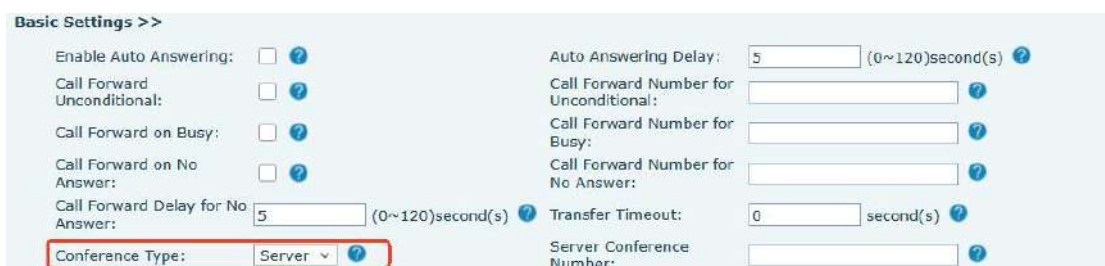 Basic Settings >>
Enable Auto Answering: ? Auto Answering Delay: 5 (0~120)second(s) ?
Call Forward
Unconditional: ? Call Forward Number for
Unconditional: ?
Call Forward on Busy: ? Call Forward Number for
Busy: ?
Call Forward on No
Answer: ? Call Forward Number for
No Answer: ?
Call Forward Delay for No
Answer: 5 (0~120)second(s) ? Transfer Timeout: 0 second(s) ?
Conference Type: Server ? Server Conference
Number: ?